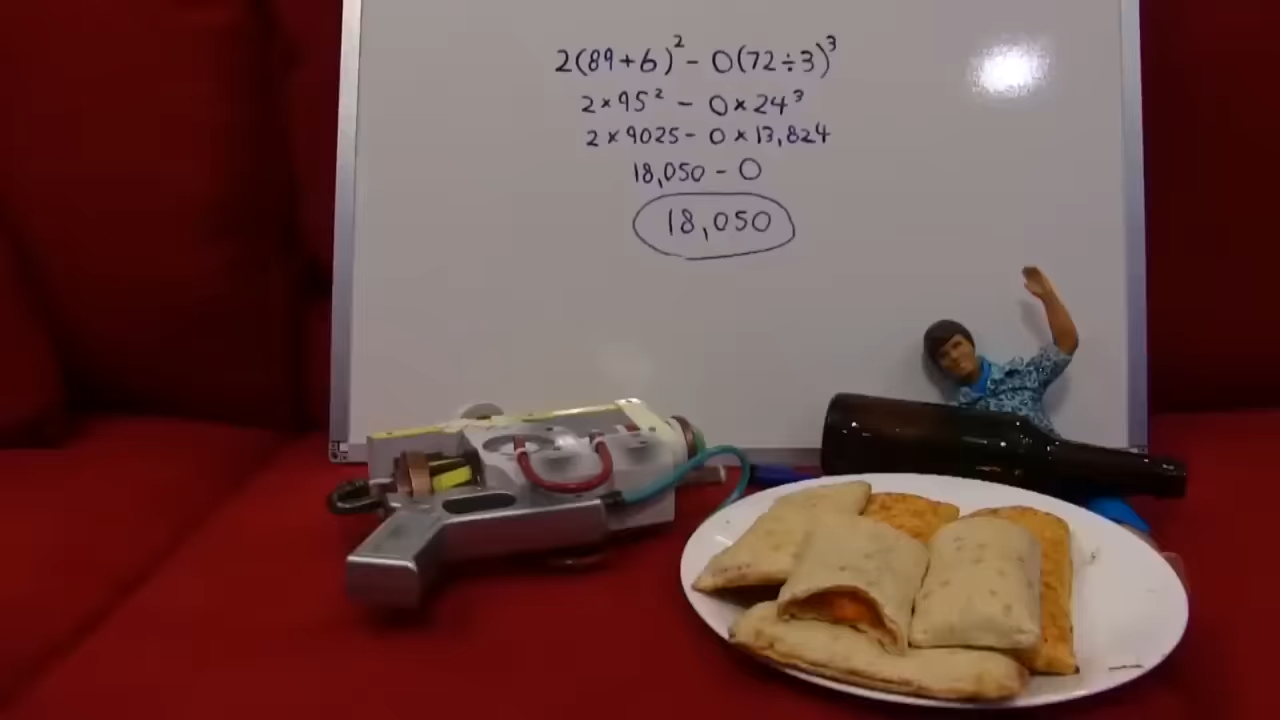 2(89+6)² - 0(72÷3)³
2×95² - 0×24³
2×9025- 0×13,824
18,050 - 0
18,050